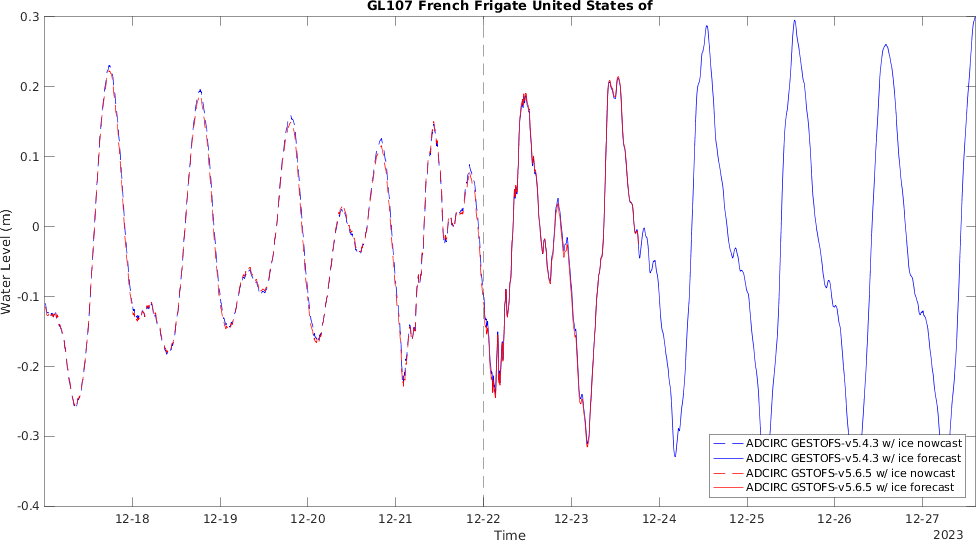 GL107 French Frigate United States of
0.3
0.2
0.1
0
-0.1
-0.2
-0.3
-0.4
Water Level (m)
ADCIRC GESTOFS-v5.4.3 w/ ice nowcast
ADCIRC GESTOFS-v5.4.3 w/ ice forecast
ADCIRC GSTOFS-v5.6.5 w/ ice nowcast
ADCIRC GSTOFS-v5.6.5 w/ ice forecast
12-18 12-19 12-20 12-21 12-22 12-23 12-24 12-25 12-26 12-27
Time
2023